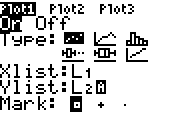 Plot1 Plot2 Plot3
On Off
Type:
Xlist:L₁
Ylist:L₂
Mark: